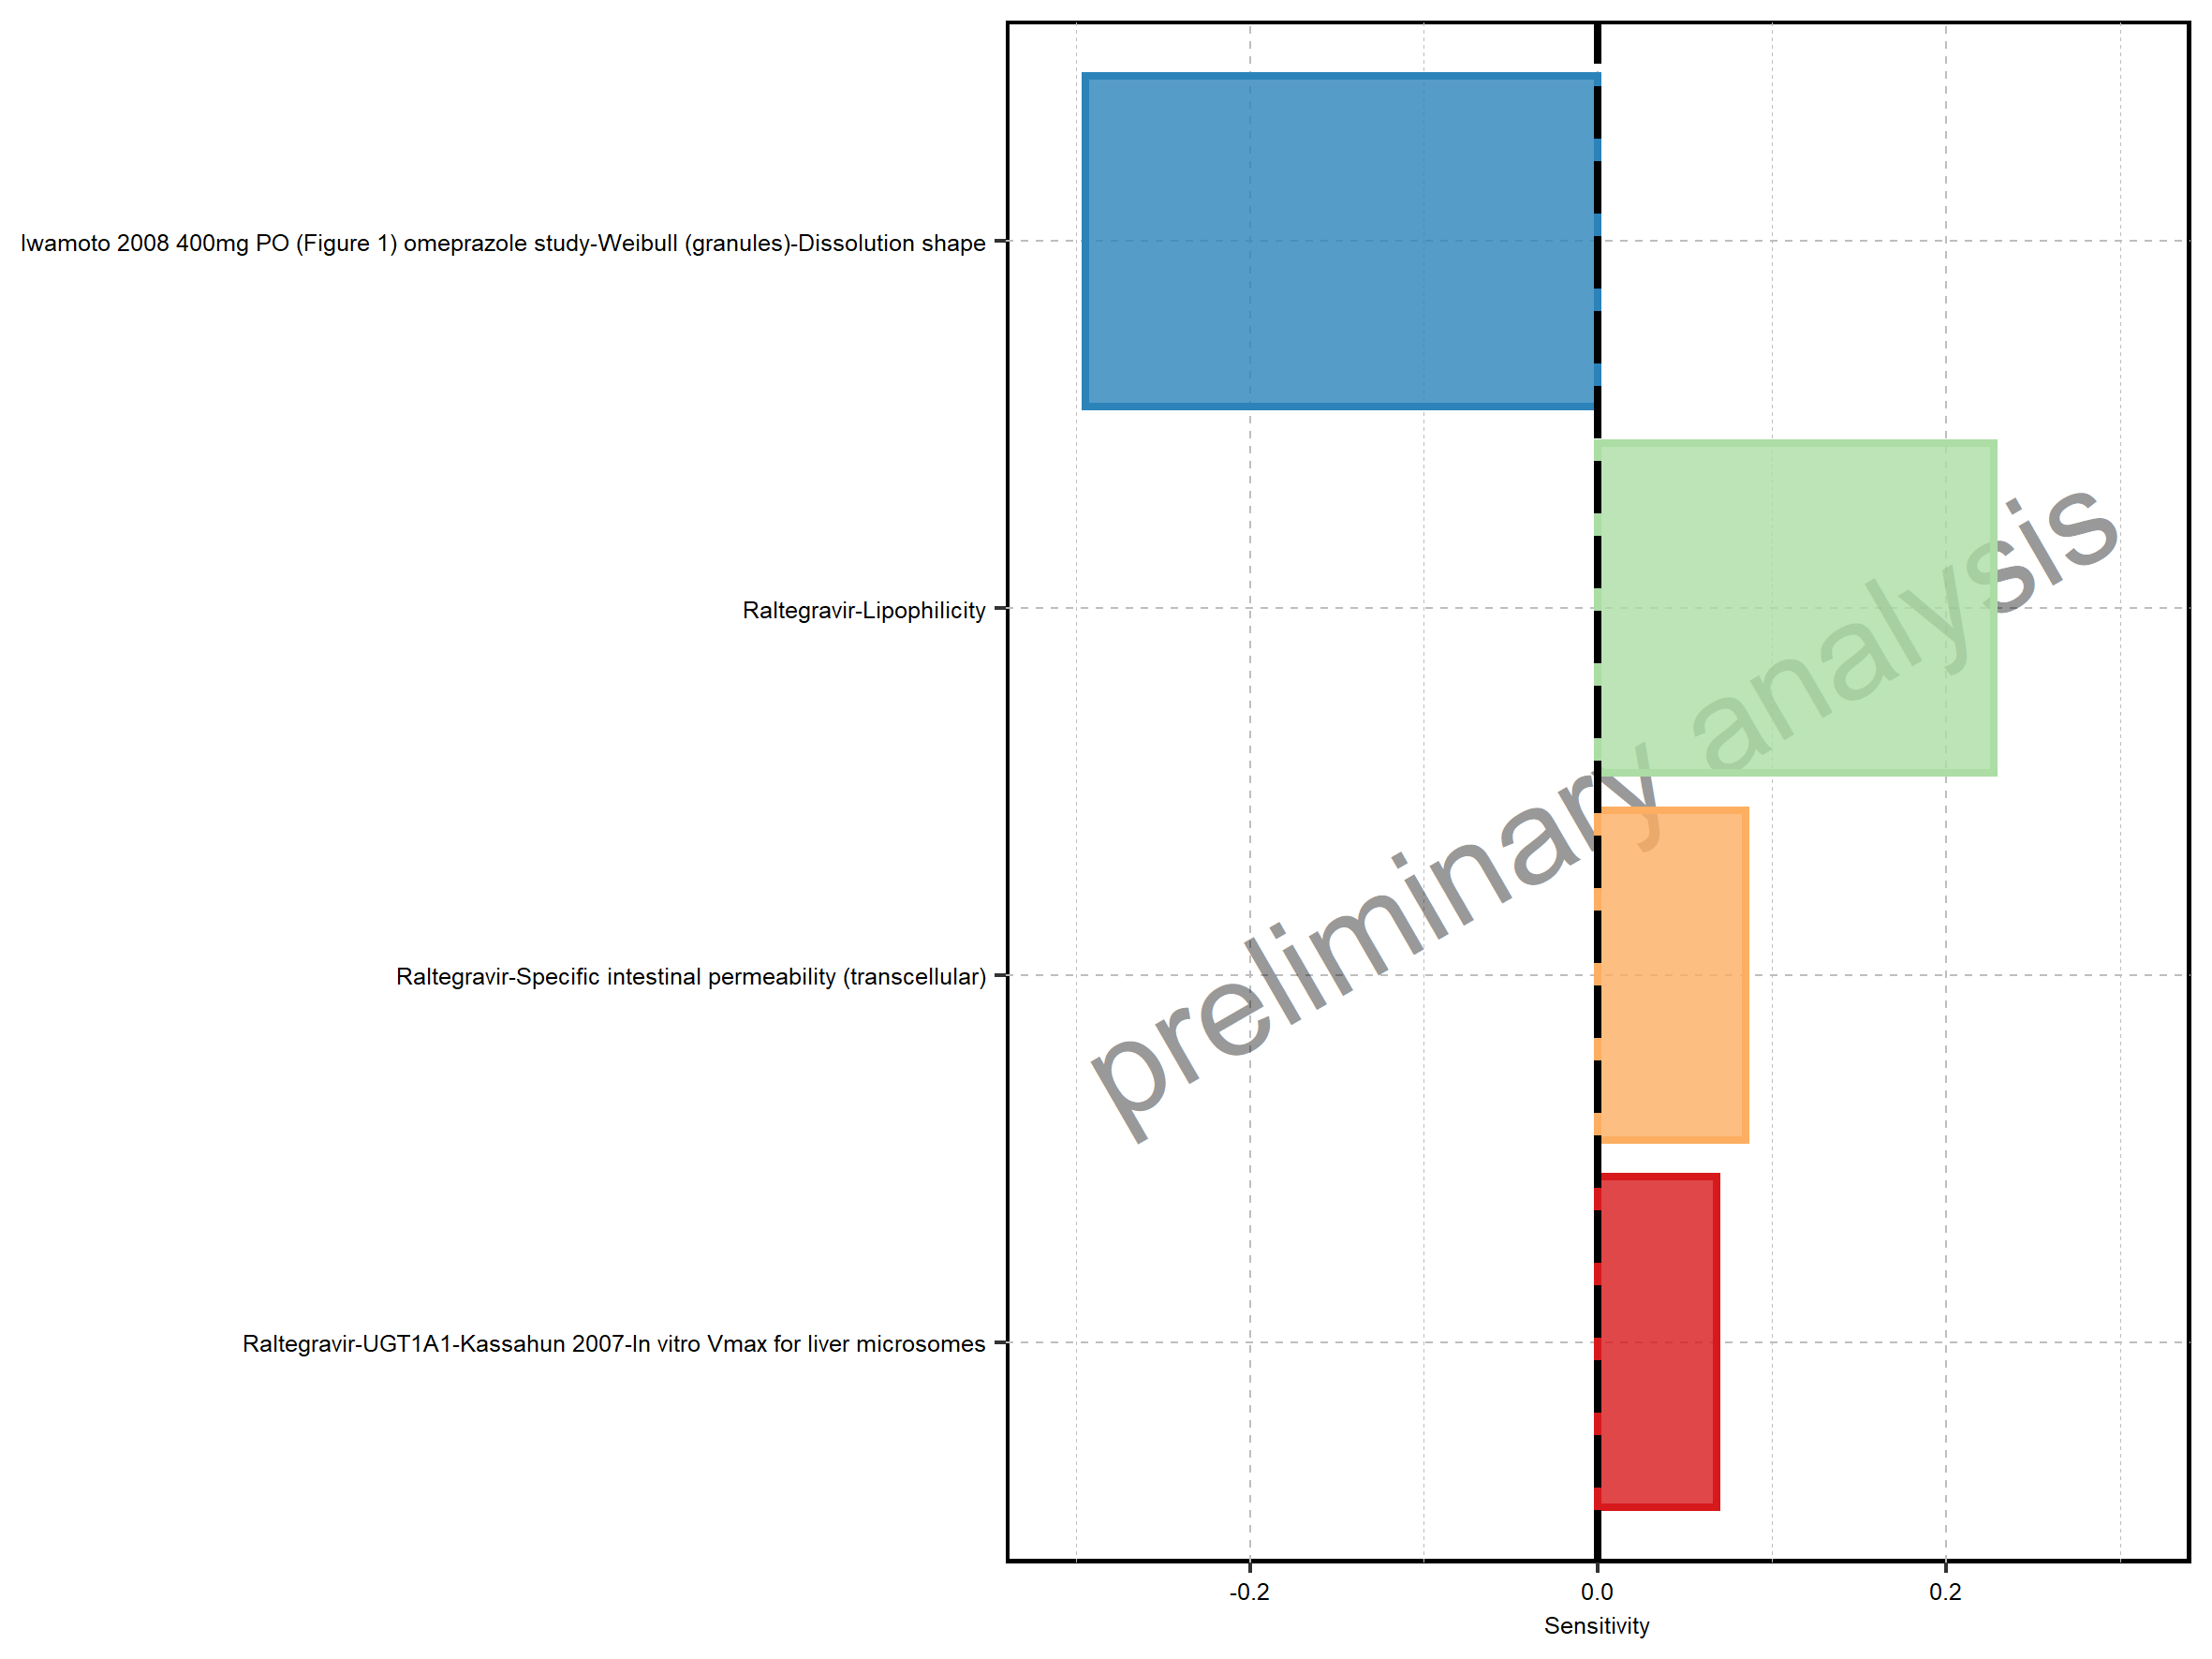 Iwamoto 2008 400mg PO (Figure 1) omeprazole study-Weibull (granules)-Dissolution shape
Raltegravir-Lipophilicity
Raltegravir-Specific intestinal permeability (transcellular)
Raltegravir-UGT1A1-Kassahun 2007-In vitro Vmax for liver microsomes
preliminary analysis
-0.2 0.0 0.2
Sensitivity